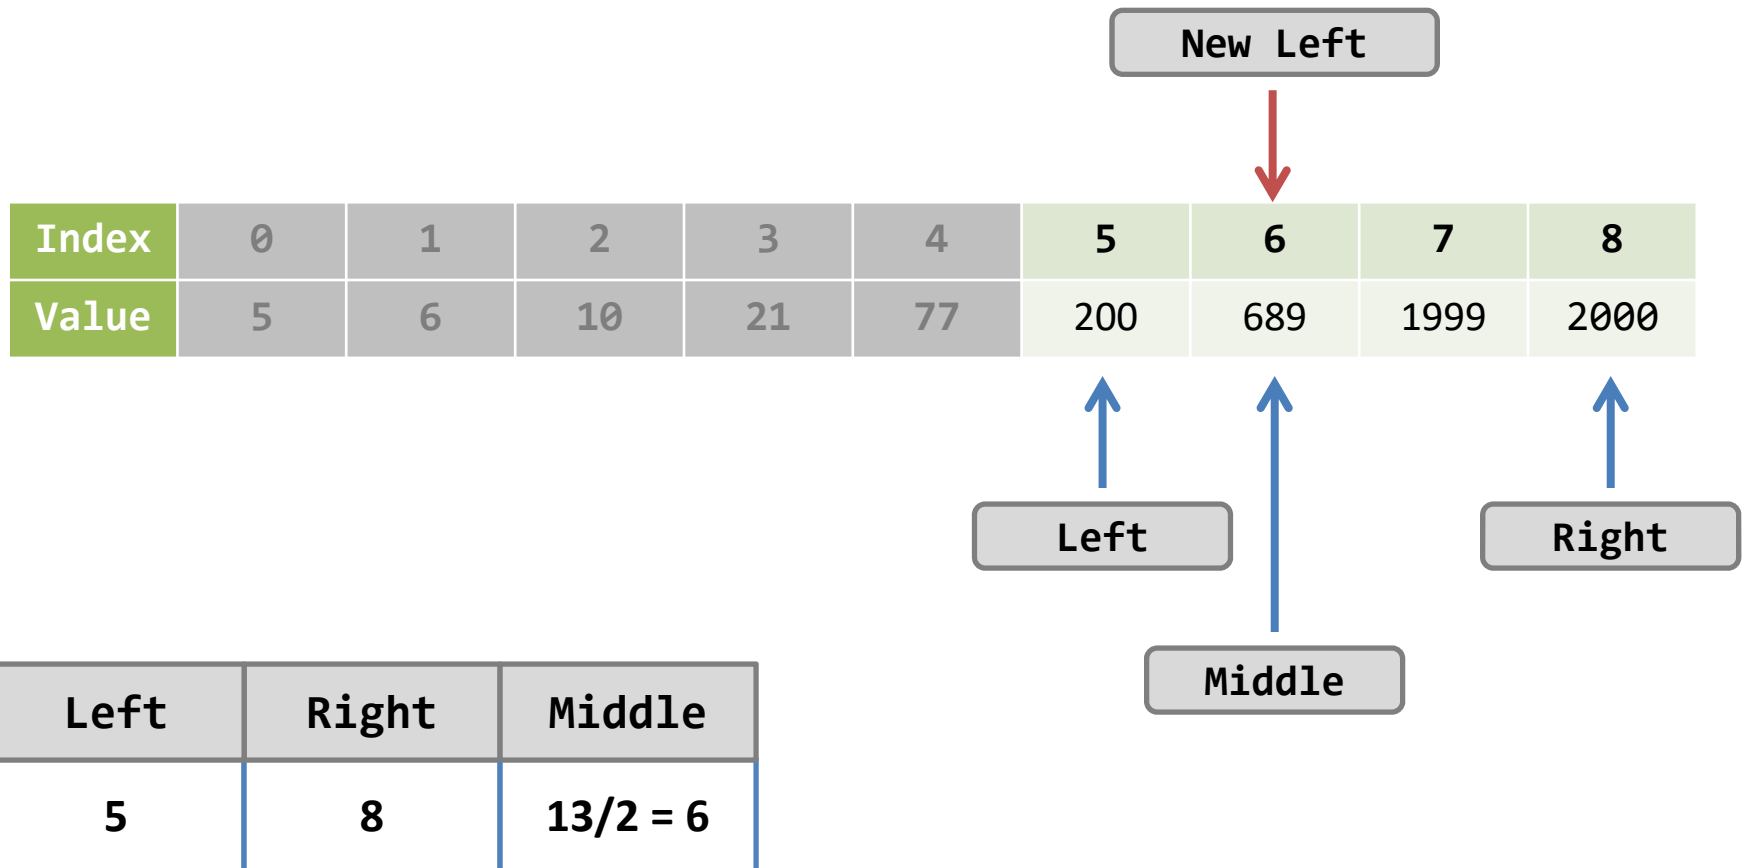 New Left
Index 0 1 2 3 4 5 6 7 8
Value 5 6 10 21 77 200 689 1999 2000
Left Right
Middle
Left Right Middle
5 8 13/2 = 6